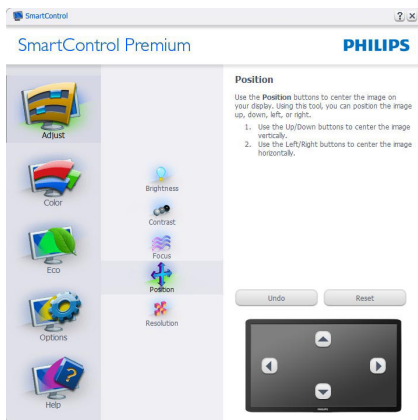 SmartControl
SmartControl Premium
PHILIPS
Adjust
Color
Eco
Options
Help
Brightness
Contrast
Focus
Position
Resolution
Position
Use the Position buttons to center the image on
your display. Using this tool, you can position the image
up, down, left, or right.
1. Use the Up/Down buttons to center the image
vertically.
2. Use the Left/Right buttons to center the image
horizontally.
Undo
Reset